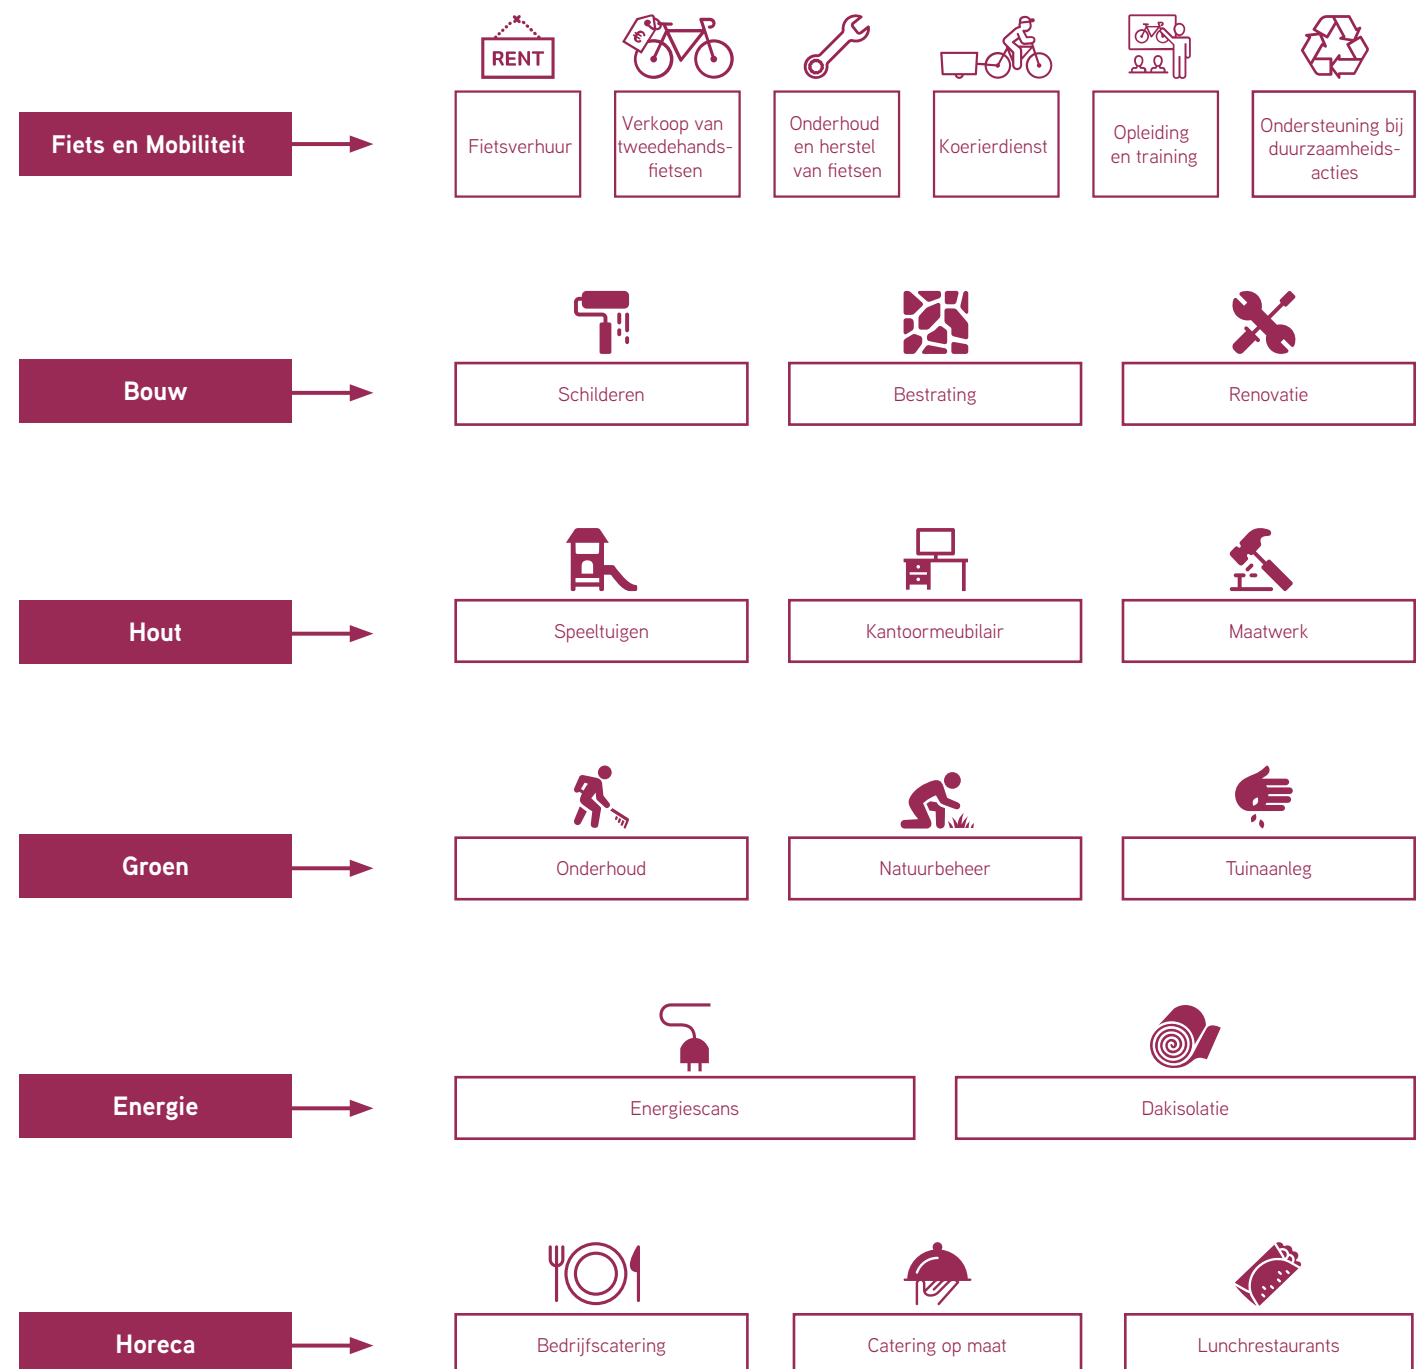 RENT
€
Fiets en Mobiliteit
Fietsverhuur
Verkoop van
tweedehands-
fietsen
Onderhoud
en herstel
van fietsen
Koerierdienst
Opleiding
en training
Ondersteuning bij
duurzaamheids-
acties
Bouw
Schilderen
Bestrating
Renovatie
Hout
Speeltuigen
Kantoormeubilair
Maatwerk
Groen
Onderhoud
Natuurbeheer
Tuinaanleg
Energie
Energiescans
Dakisolatie
Horeca
Bedrijfscatering
Catering op maat
Lunchrestaurants